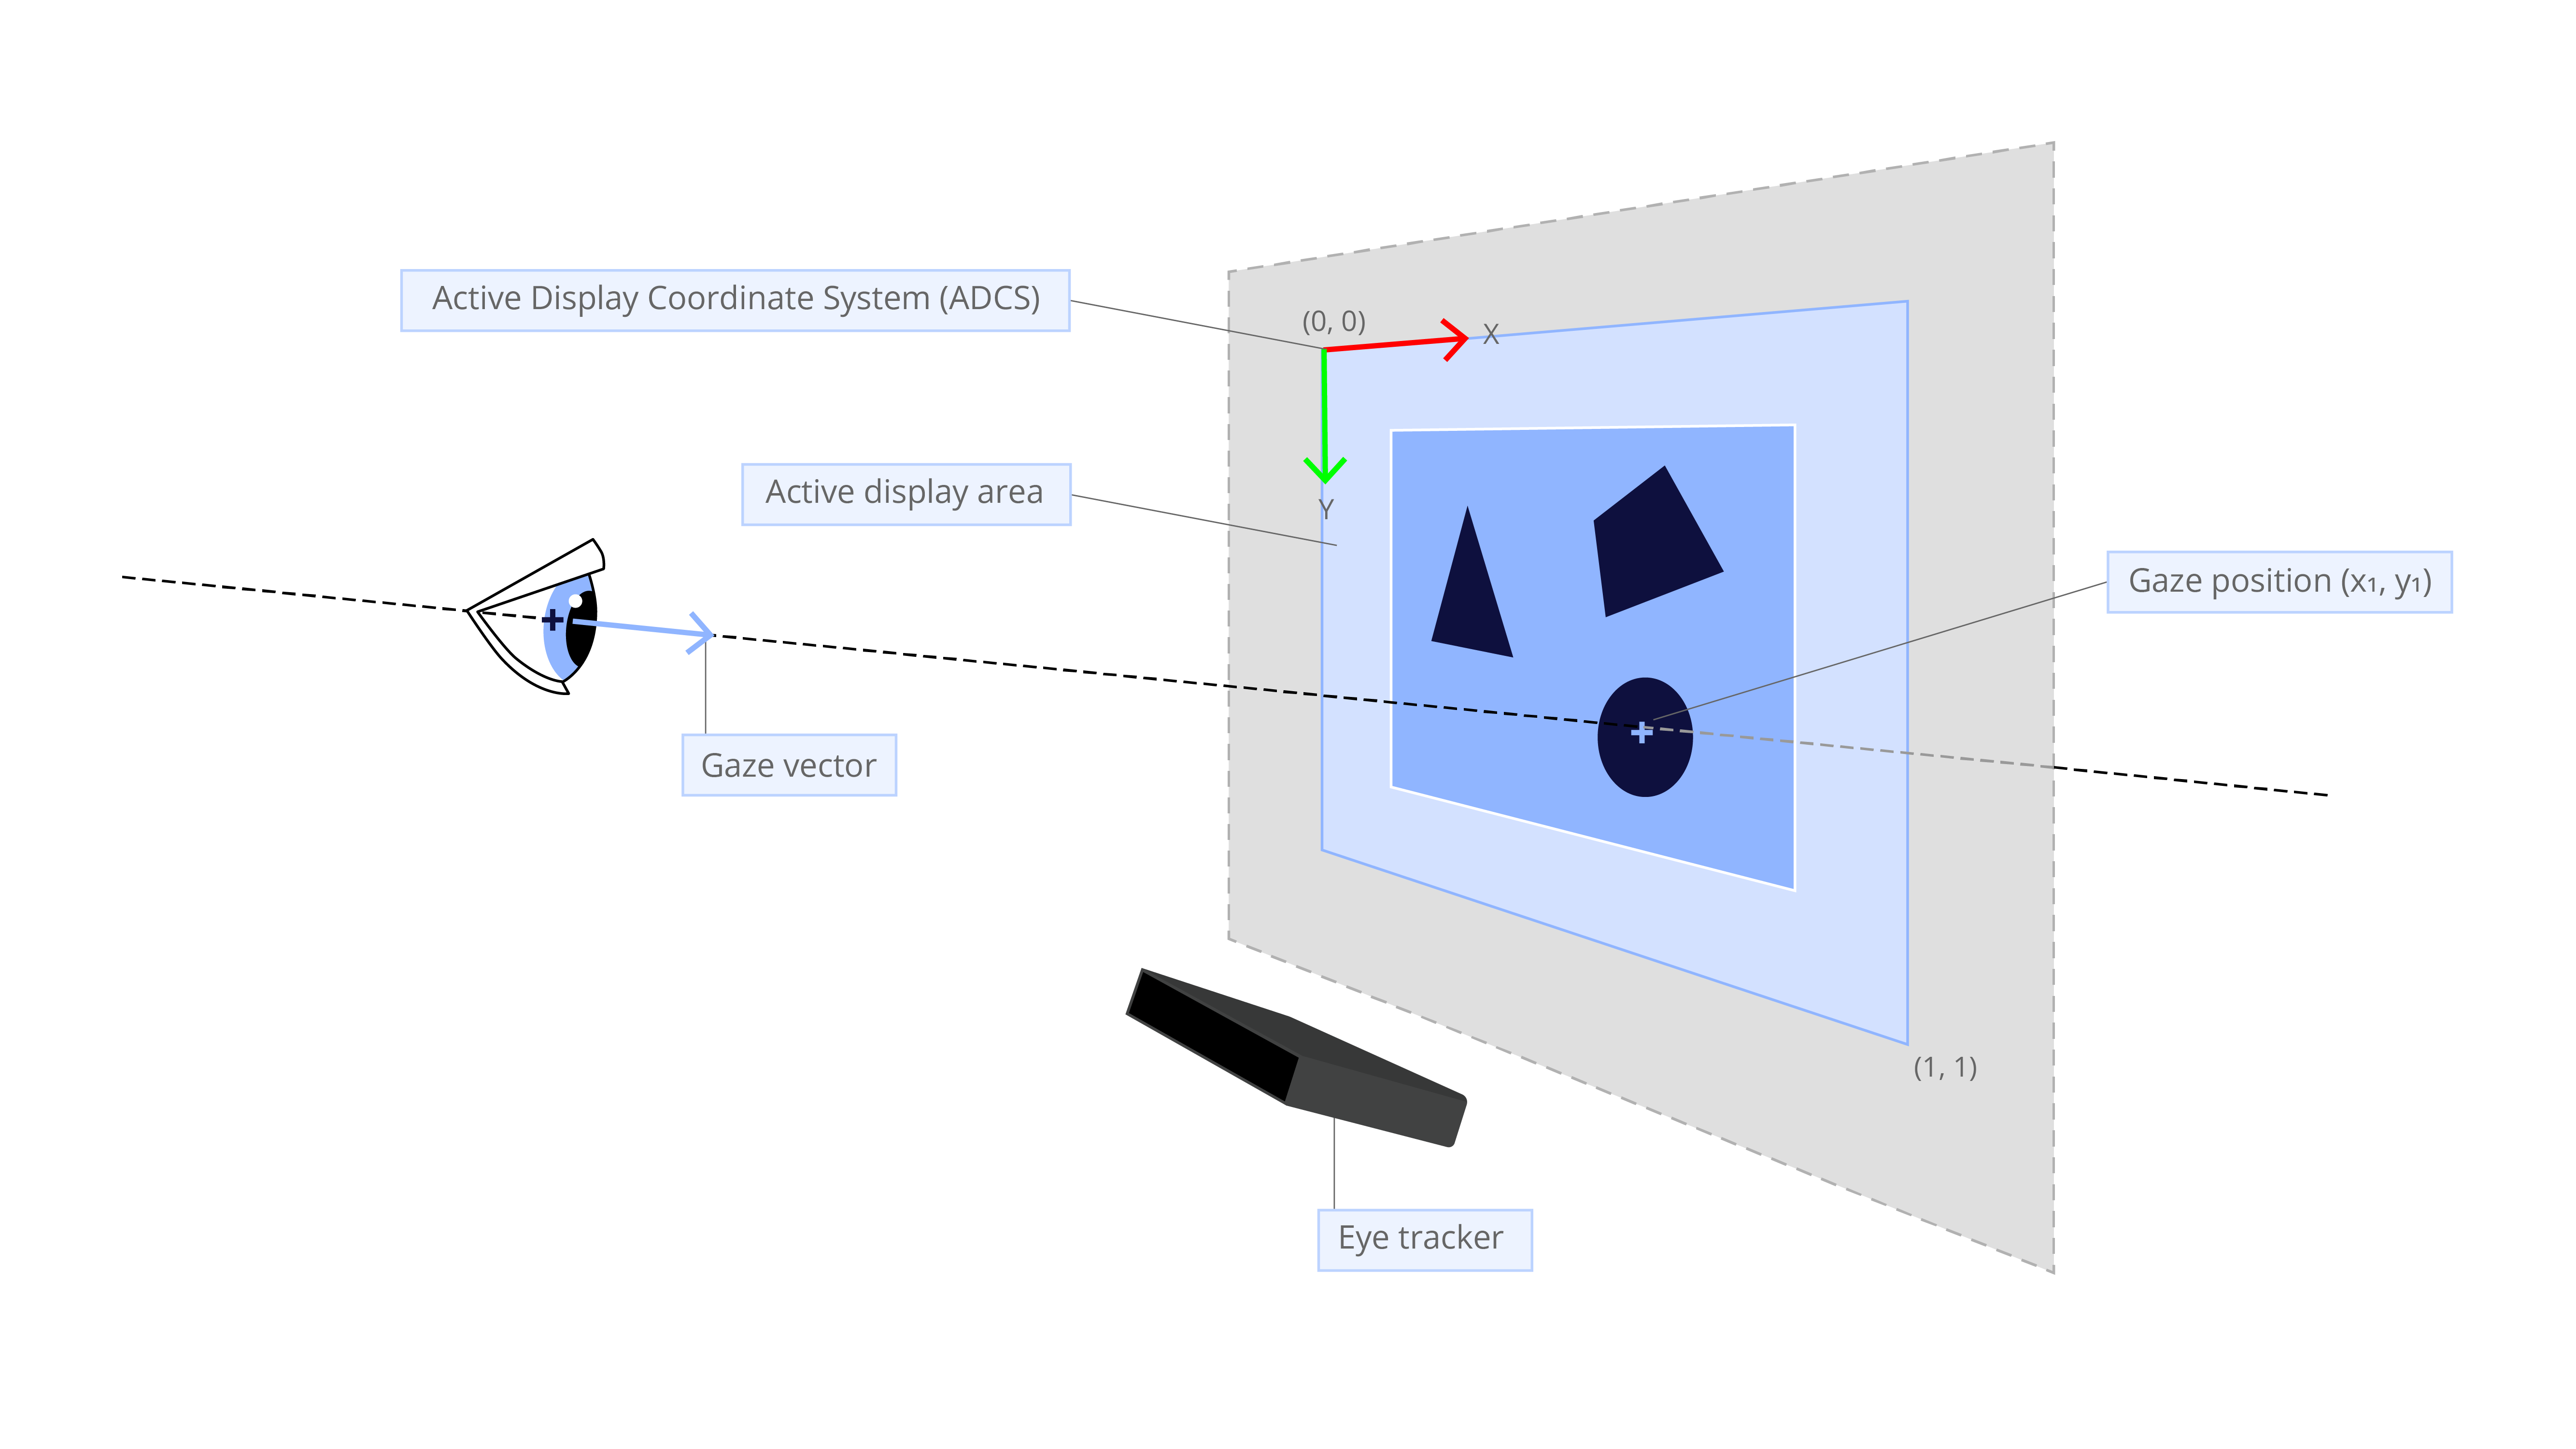 Active Display Coordinate System (ADCS)
(0, 0)
X
Active display area
Y
Gaze position (x₁, y₁)
Gaze vector
(1, 1)
Eye tracker